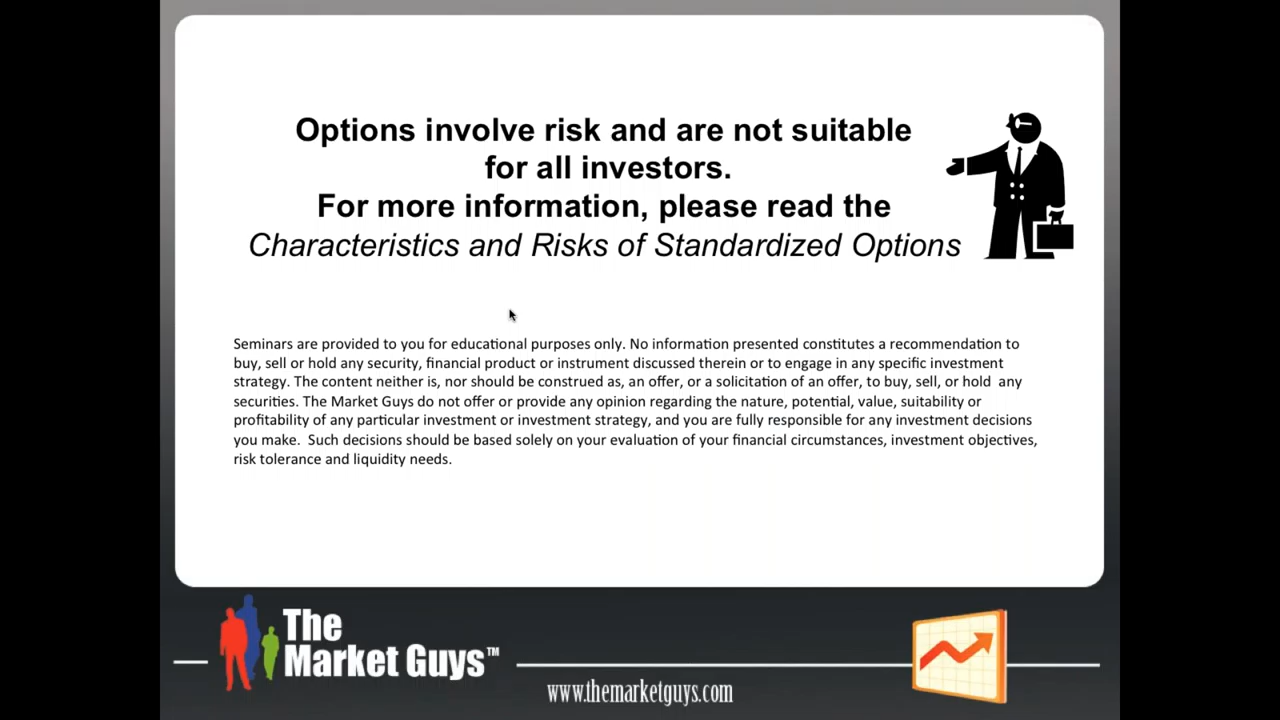 Options involve risk and are not suitable
for all investors.
For more information, please read the
Characteristics and Risks of Standardized Options
Seminars are provided to you for educational purposes only. No information presented constitutes a recommendation to
buy, sell or hold any security, financial product or instrument discussed therein or to engage in any specific investment
strategy. The content neither is, nor should be construed as, an offer, or a solicitation of an offer, to buy, sell, or hold  any
securities. The Market Guys do not offer or provide any opinion regarding the nature, potential, value, suitability or
profitability of any particular investment or investment strategy, and you are fully responsible for any investment decisions
you make.  Such decisions should be based solely on your evaluation of your financial circumstances, investment objectives,
risk tolerance and liquidity needs.
The
Market Guys™
www.themarketguys.com